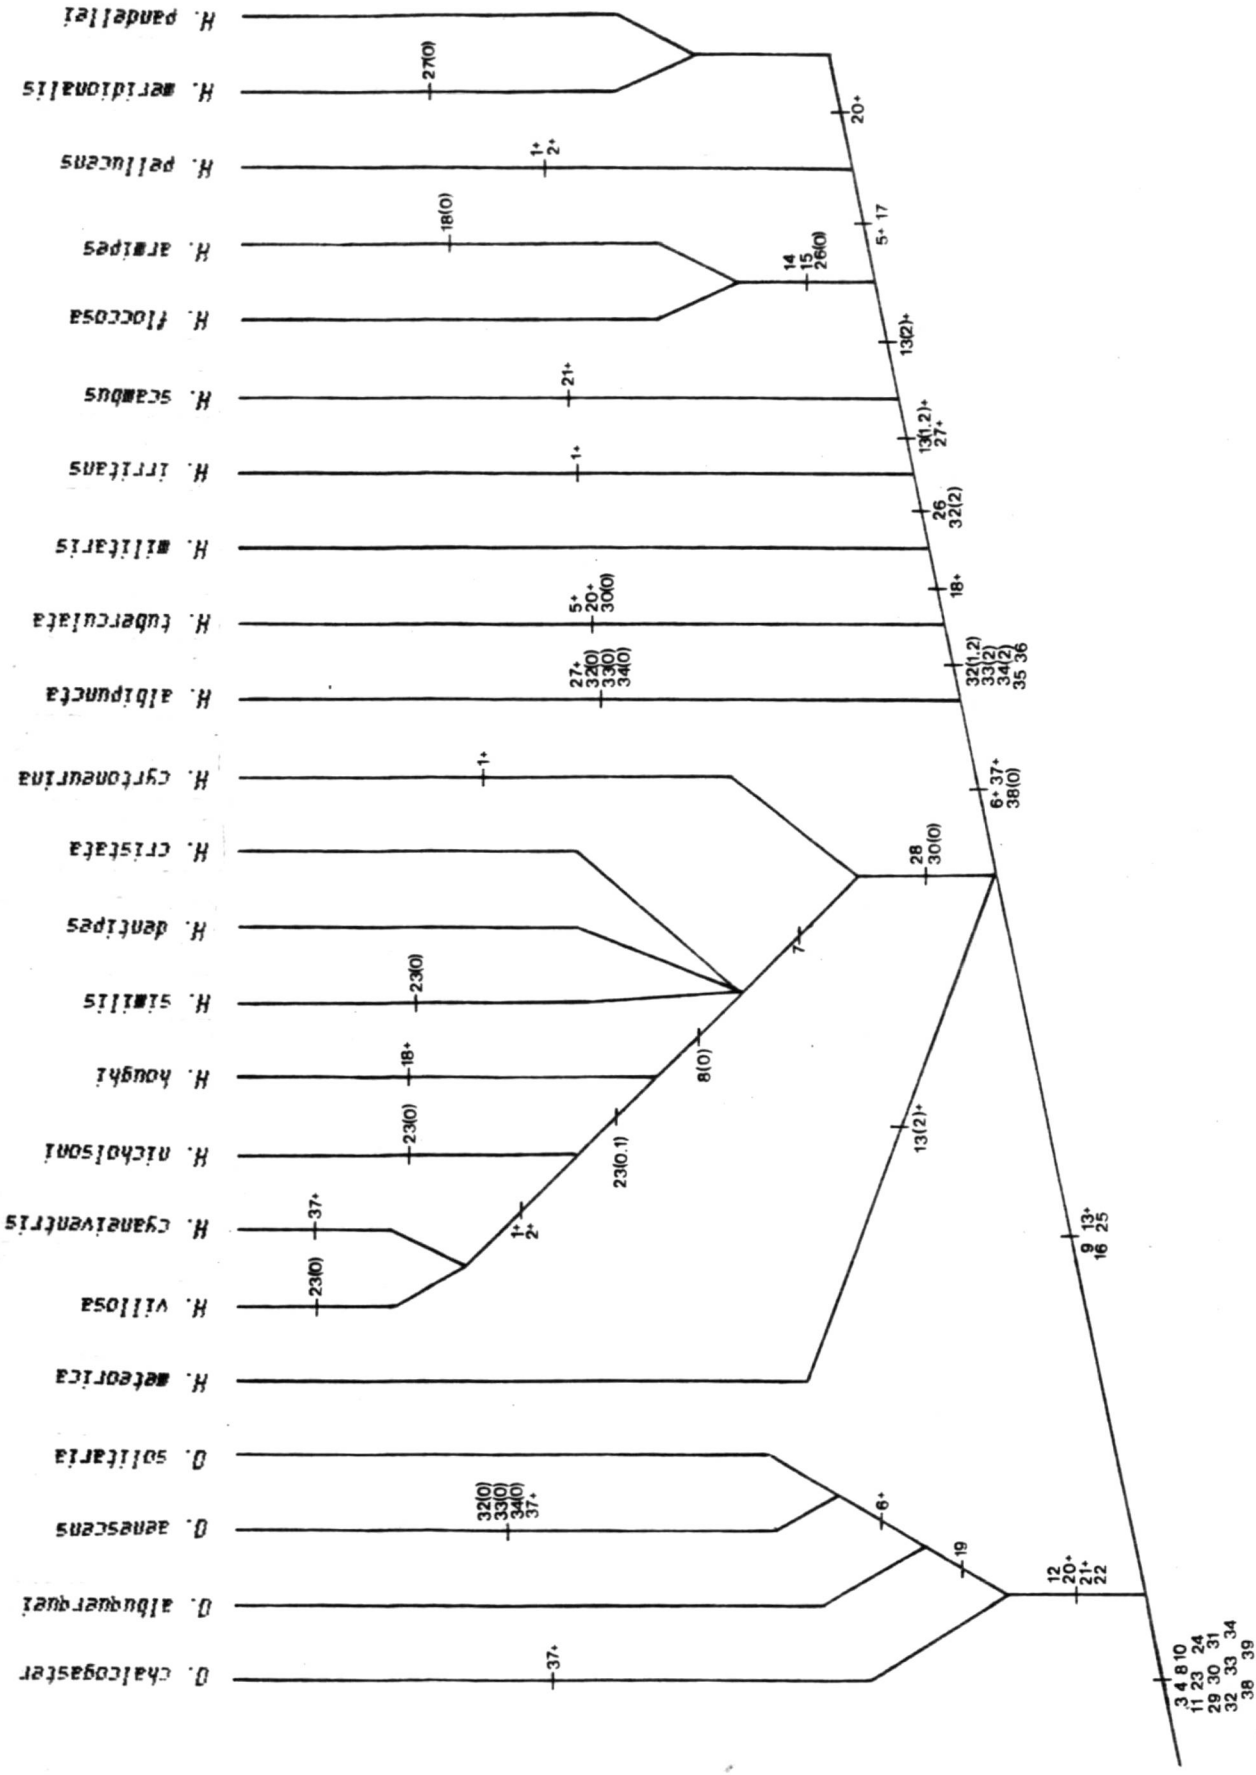 H. pandellei
H. meridionalis
27(0)
20+
H. pellucens
1+
2+
5+ 17
H. armipes
18(0)
14
15
26(0)
H. floccosa
13(2)+
H. scambus
21+
13(1.2)+
27+
H. irritans
1+
26
32(2)
H. militaris
18+
H. tuberculata
5+
20+
30(0)
32(1.2)
33(2)
34(2)
35 36
H. albipuncta
27+
32(0)
33(0)
34(0)
6+ 37+
38(0)
H. cyrtoneurina
1+
28
30(0)
H. cristata
H. dentipes
7
H. similis
23(0)
8(0)
H. houghi
18+
23(0.1)
H. nicholsoni
23(0)
1+
2+
H. cyaneiventris
37+
H. villosa
23(0)
H. meteorica
13(2)+
9 13+
16 25
O. solitaria
6+
O. aenescens
32(0)
33(0)
34(0)
37+
19
O. albuquerquei
12
20+
21+
22
O. chalcogaster
37+
3 4 8 10
11 23 24
29 30 31
32 33 34
38 39